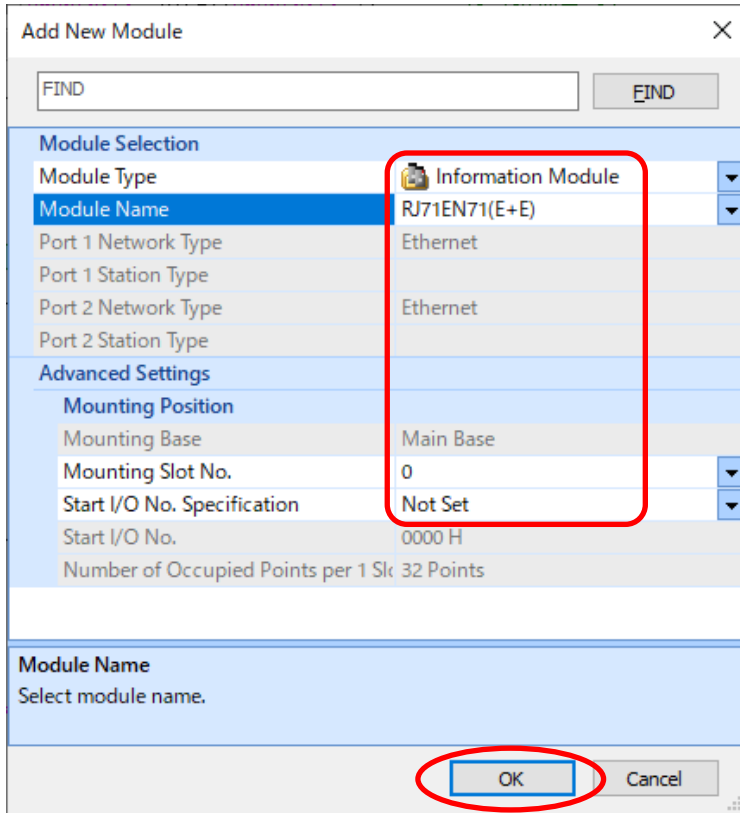 Add New Module
FIND FIND
Module Selection
Module Type Information Module
Module Name RJ71EN71(E+E)
Port 1 Network Type Ethernet
Port 1 Station Type
Port 2 Network Type Ethernet
Port 2 Station Type
Advanced Settings
Mounting Position
Mounting Base Main Base
Mounting Slot No. 0
Start I/O No. Specification Not Set
Start I/O No. 0000 H
Number of Occupied Points per 1 Slo 32 Points
Module Name
Select module name.
OK Cancel